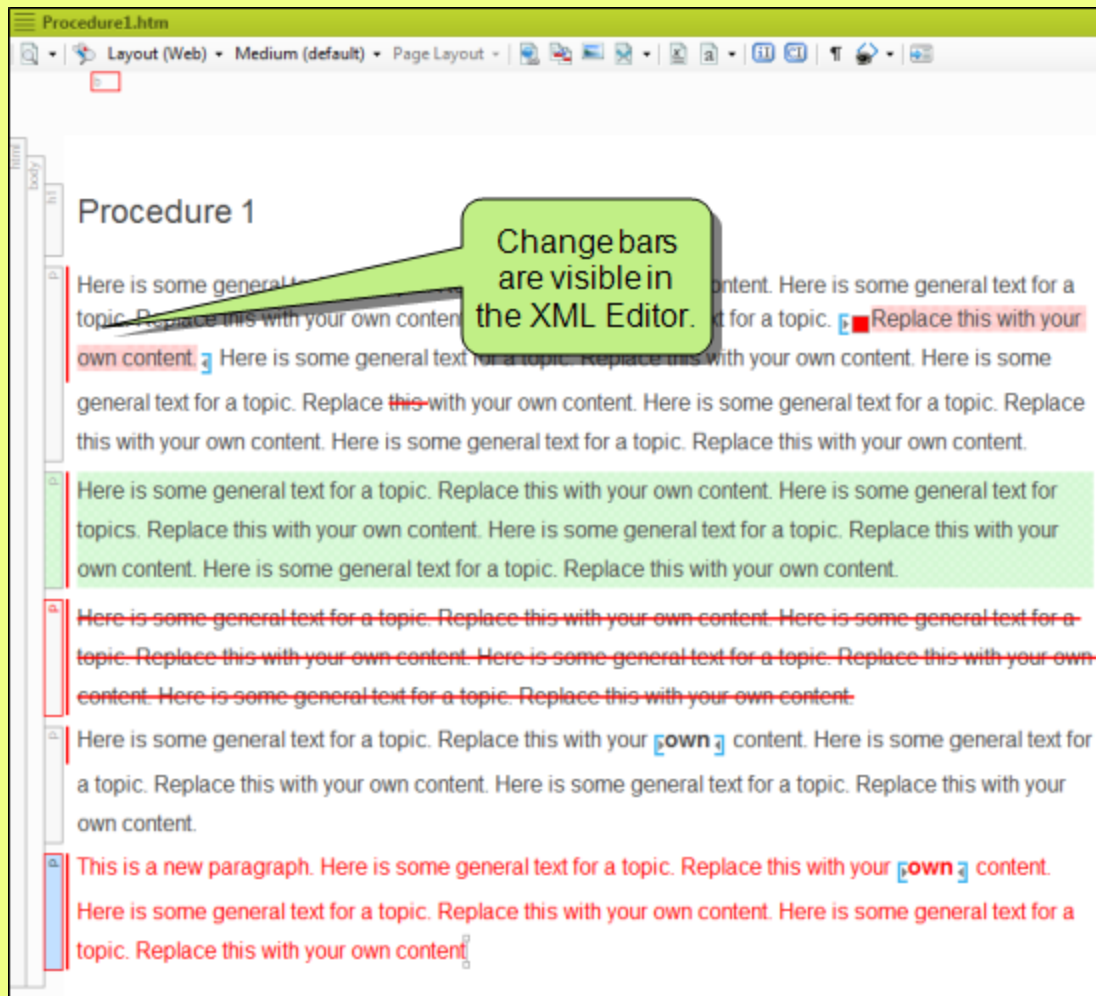 Procedure1.htm
Layout (Web) Medium (default) Page Layout
html
body
h1
Procedure 1
Change bars
are visible in
the XML Editor.
p
Here is some general ontent. Here is some general text for a
topic. Replace this with your own conten t for a topic. Replace this with your
own content. Here is some general text for a topic. Replace this with your own content. Here is some
general text for a topic. Replace this with your own content. Here is some general text for a topic. Replace
this with your own content. Here is some general text for a topic. Replace this with your own content.
p
Here is some general text for a topic. Replace this with your own content. Here is some general text for
topics. Replace this with your own content. Here is some general text for a topic. Replace this with your
own content. Here is some general text for a topic. Replace this with your own content.
p
Here is some general text for a topic. Replace this with your own content. Here is some general text for a
topic. Replace this with your own content. Here is some general text for a topic. Replace this with your own
content. Here is some general text for a topic. Replace this with your own content.
p
Here is some general text for a topic. Replace this with your own content. Here is some general text for
a topic. Replace this with your own content. Here is some general text for a topic. Replace this with your
own content.
p
This is a new paragraph. Here is some general text for a topic. Replace this with your own content.
Here is some general text for a topic. Replace this with your own content. Here is some general text for a
topic. Replace this with your own content